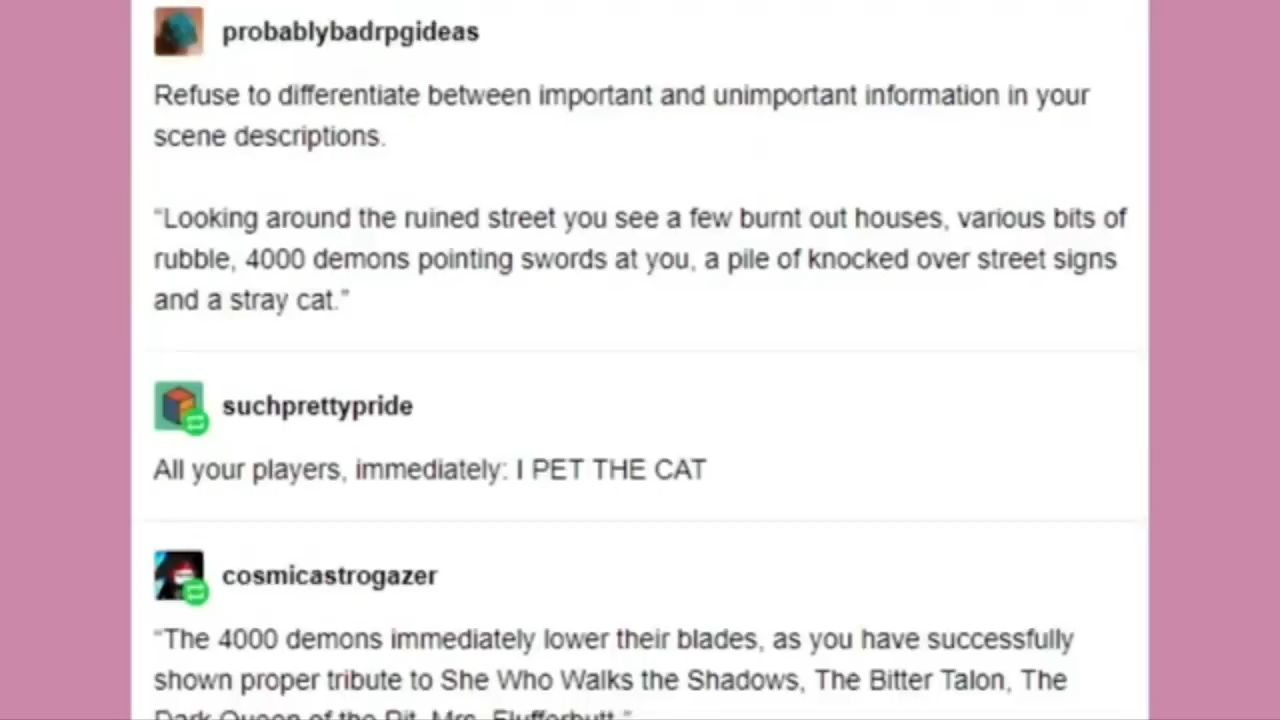 probablybadrpgideas
Refuse to differentiate between important and unimportant information in your
scene descriptions.
“Looking around the ruined street you see a few burnt out houses, various bits of
rubble, 4000 demons pointing swords at you, a pile of knocked over street signs
and a stray cat.”
suchprettypride
All your players, immediately: I PET THE CAT
cosmicastrogazer
“The 4000 demons immediately lower their blades, as you have successfully
shown proper tribute to She Who Walks the Shadows, The Bitter Talon, The
Dark Queen of the Pit, Mrs. Flufferbutt.”